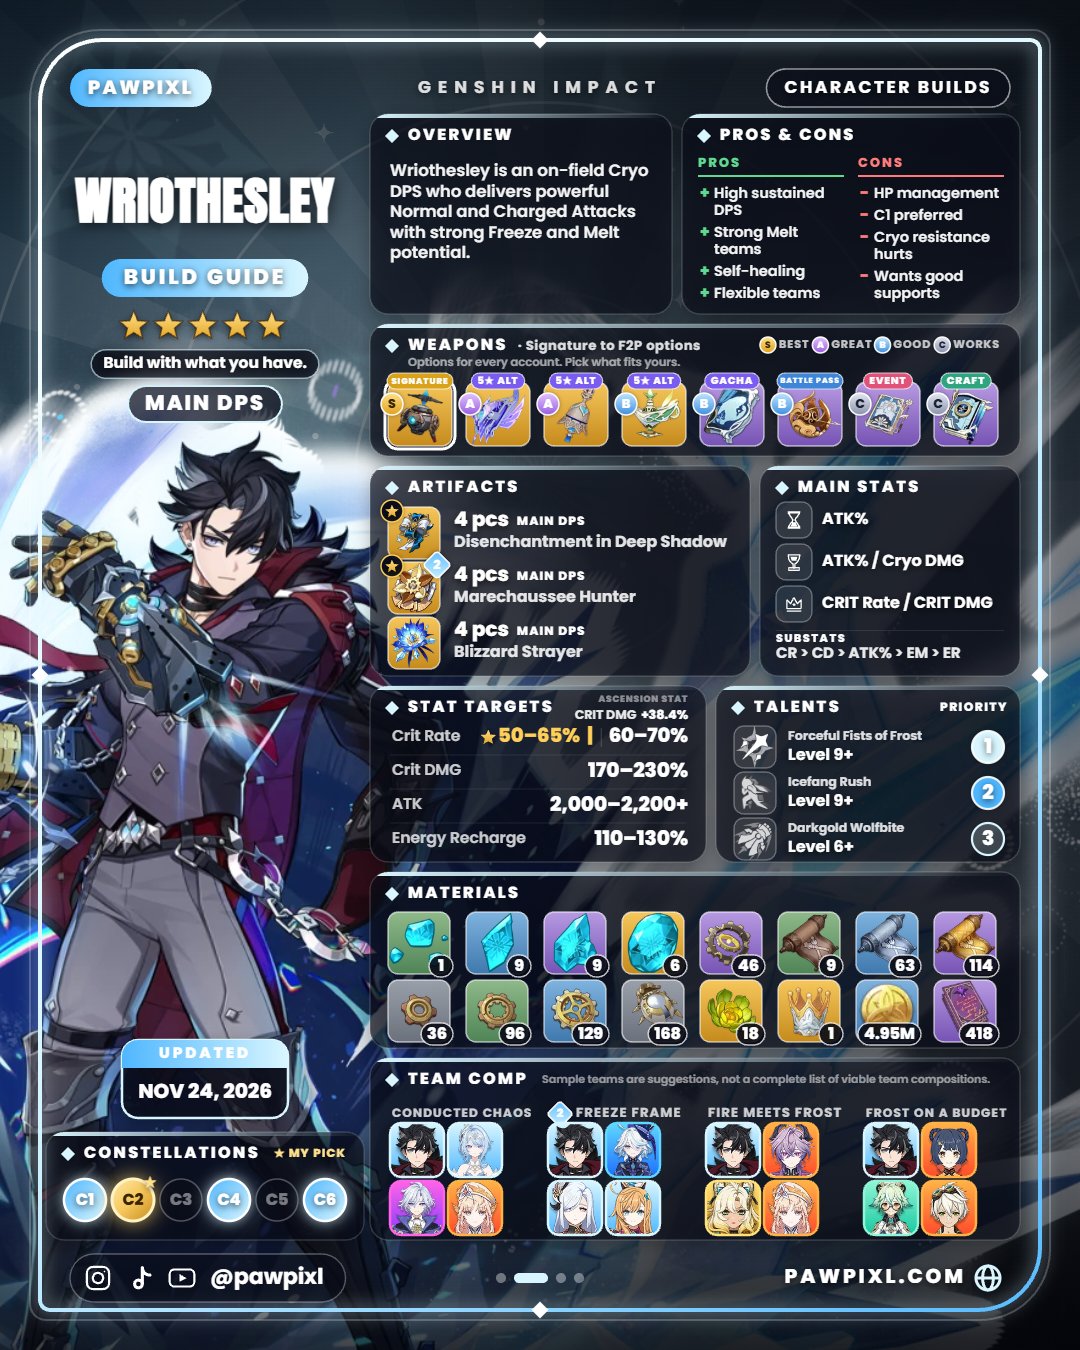 PAWPIXL
GENSHIN IMPACT
CHARACTER BUILDS
WRIOTHESLEY
BUILD GUIDE
Build with what you have.
MAIN DPS
OVERVIEW
Wriothesley is an on-field Cryo
DPS who delivers powerful
Normal and Charged Attacks
with strong Freeze and Melt
potential.
PROS & CONS
PROS
+ High sustained
DPS
+ Strong Melt
teams
+ Self-healing
+ Flexible teams
CONS
- HP management
- C1 preferred
- Cryo resistance
hurts
- Wants good
supports
WEAPONS · Signature to F2P options
S BEST A GREAT B GOOD C WORKS
Options for every account. Pick what fits yours.
SIGNATURE 5★ ALT 5★ ALT 5★ ALT GACHA BATTLE PASS EVENT CRAFT
S A A B B B C C
ARTIFACTS
4 pcs MAIN DPS
Disenchantment in Deep Shadow
2
4 pcs MAIN DPS
Marechaussee Hunter
4 pcs MAIN DPS
Blizzard Strayer
MAIN STATS
ATK%
ATK% / Cryo DMG
CRIT Rate / CRIT DMG
SUBSTATS
CR > CD > ATK% > EM > ER
STAT TARGETS
ASCENSION STAT
CRIT DMG +38.4%
Crit Rate ★ 50–65% | 60–70%
Crit DMG 170–230%
ATK 2,000–2,200+
Energy Recharge 110–130%
TALENTS
PRIORITY
Forceful Fists of Frost
Level 9+
1
Icefang Rush
Level 9+
2
Darkgold Wolfbite
Level 6+
3
MATERIALS
1 9 9 6 46 9 63 114
36 96 129 168 18 1 4.95M 418
UPDATED
NOV 24, 2026
CONSTELLATIONS ★ MY PICK
C1 C2 C3 C4 C5 C6
TEAM COMP Sample teams are suggestions, not a complete list of viable team compositions.
CONDUCTED CHAOS
2 FREEZE FRAME
FIRE MEETS FROST
FROST ON A BUDGET
@pawpixl
PAWPIXL.COM